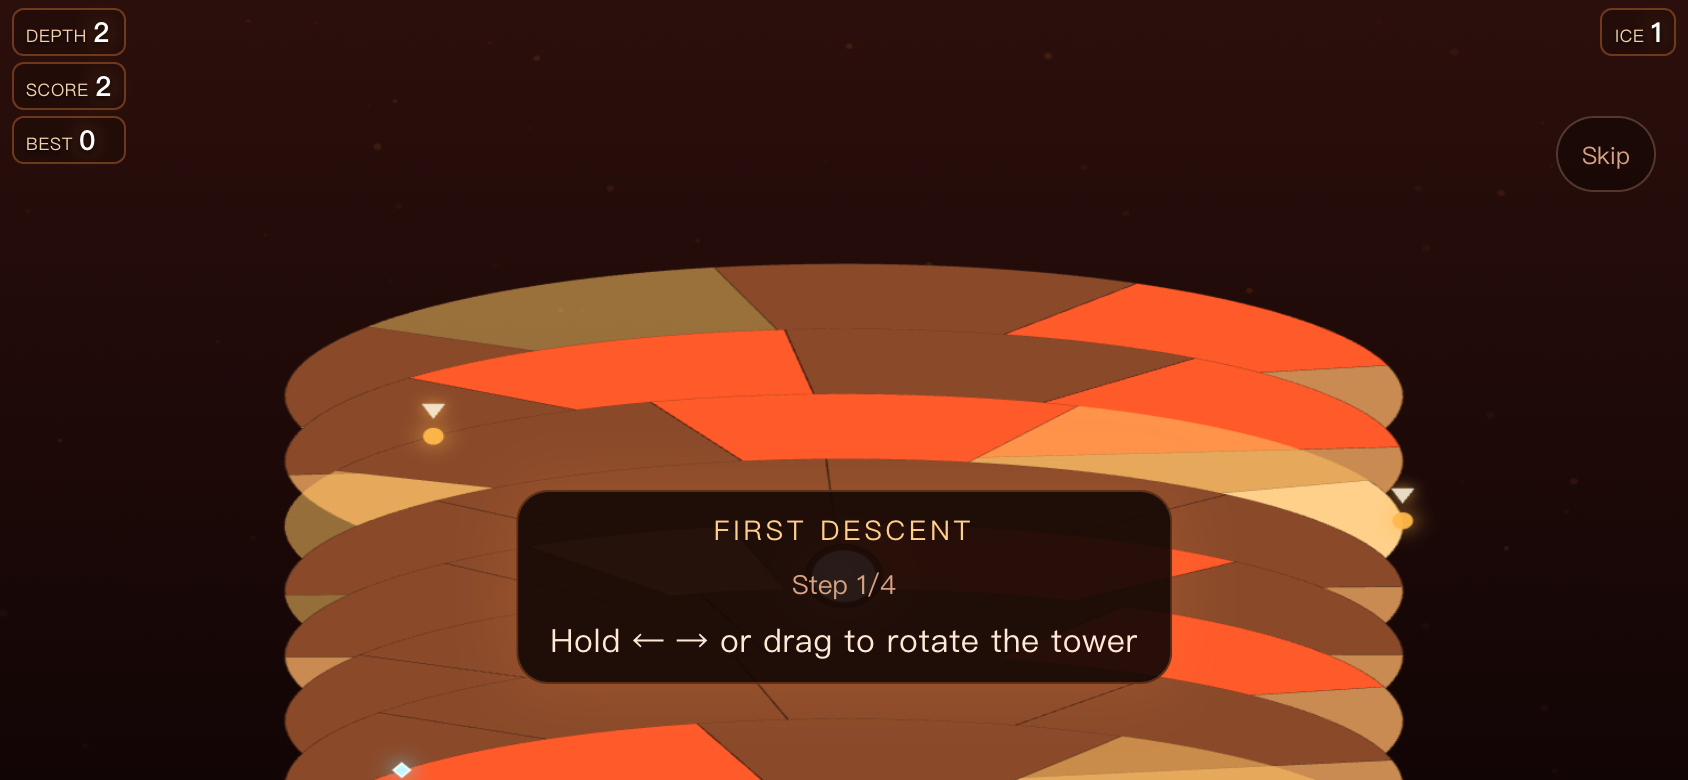 DEPTH 2
SCORE 2
BEST 0
ICE 1
Skip
FIRST DESCENT
Step 1/4
Hold ← → or drag to rotate the tower